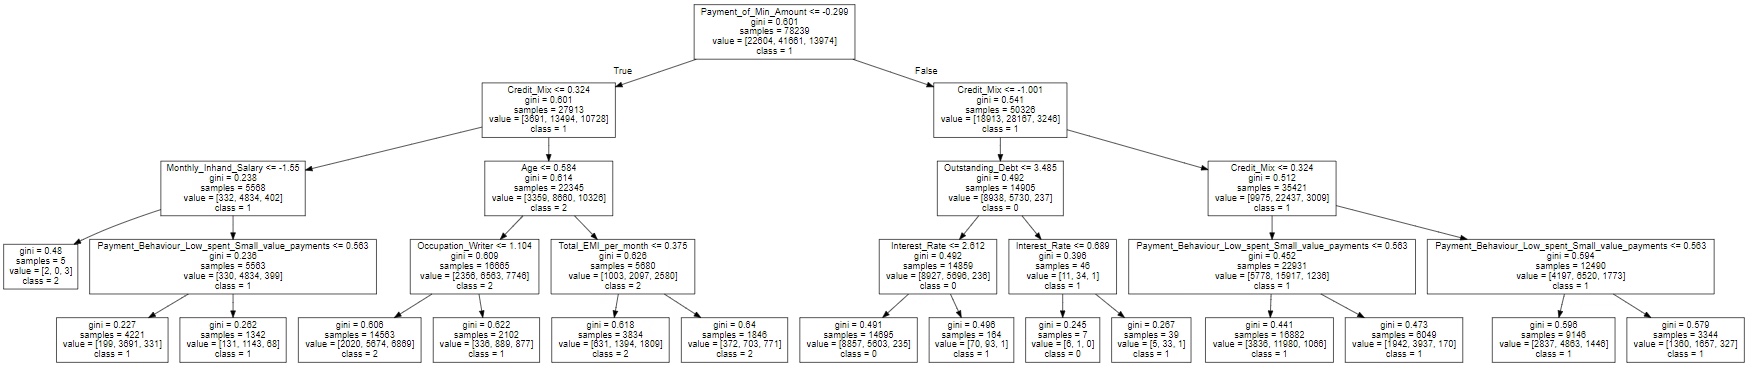 Payment_of_Min_Amount <= -0.299
gini = 0.601
samples = 78239
value = [22604, 41661, 13974]
class = 1
True
False
Credit_Mix <= 0.324
gini = 0.601
samples = 27913
value = [3691, 13494, 10728]
class = 1
Credit_Mix <= -1.001
gini = 0.541
samples = 50326
value = [18913, 28167, 3246]
class = 1
Monthly_Inhand_Salary <= -1.55
gini = 0.238
samples = 5568
value = [332, 4834, 402]
class = 1
Age <= 0.584
gini = 0.614
samples = 22345
value = [3359, 8660, 10326]
class = 2
Outstanding_Debt <= 3.485
gini = 0.492
samples = 14905
value = [8938, 5730, 237]
class = 0
Credit_Mix <= 0.324
gini = 0.512
samples = 35421
value = [9975, 22437, 3009]
class = 1
gini = 0.48
samples = 5
value = [2, 0, 3]
class = 2
Payment_Behaviour_Low_spent_Small_value_payments <= 0.563
gini = 0.236
samples = 5563
value = [330, 4834, 399]
class = 1
Occupation_Writer <= 1.104
gini = 0.609
samples = 16665
value = [2356, 6563, 7746]
class = 2
Total_EMI_per_month <= 0.375
gini = 0.626
samples = 5680
value = [1003, 2097, 2580]
class = 2
Interest_Rate <= 2.612
gini = 0.492
samples = 14859
value = [8927, 5696, 236]
class = 0
Interest_Rate <= 0.689
gini = 0.396
samples = 46
value = [11, 34, 1]
class = 1
Payment_Behaviour_Low_spent_Small_value_payments <= 0.563
gini = 0.452
samples = 22931
value = [5778, 15917, 1236]
class = 1
Payment_Behaviour_Low_spent_Small_value_payments <= 0.563
gini = 0.594
samples = 12490
value = [4197, 6520, 1773]
class = 1
gini = 0.227
samples = 4221
value = [199, 3691, 331]
class = 1
gini = 0.262
samples = 1342
value = [131, 1143, 68]
class = 1
gini = 0.606
samples = 14563
value = [2020, 5674, 6869]
class = 2
gini = 0.622
samples = 2102
value = [336, 889, 877]
class = 1
gini = 0.618
samples = 3834
value = [631, 1394, 1809]
class = 2
gini = 0.64
samples = 1846
value = [372, 703, 771]
class = 2
gini = 0.491
samples = 14695
value = [8857, 5603, 235]
class = 0
gini = 0.496
samples = 164
value = [70, 93, 1]
class = 1
gini = 0.245
samples = 7
value = [6, 1, 0]
class = 0
gini = 0.267
samples = 39
value = [5, 33, 1]
class = 1
gini = 0.441
samples = 16882
value = [3836, 11980, 1066]
class = 1
gini = 0.473
samples = 6049
value = [1942, 3937, 170]
class = 1
gini = 0.596
samples = 9146
value = [2837, 4863, 1446]
class = 1
gini = 0.579
samples = 3344
value = [1360, 1657, 327]
class = 1